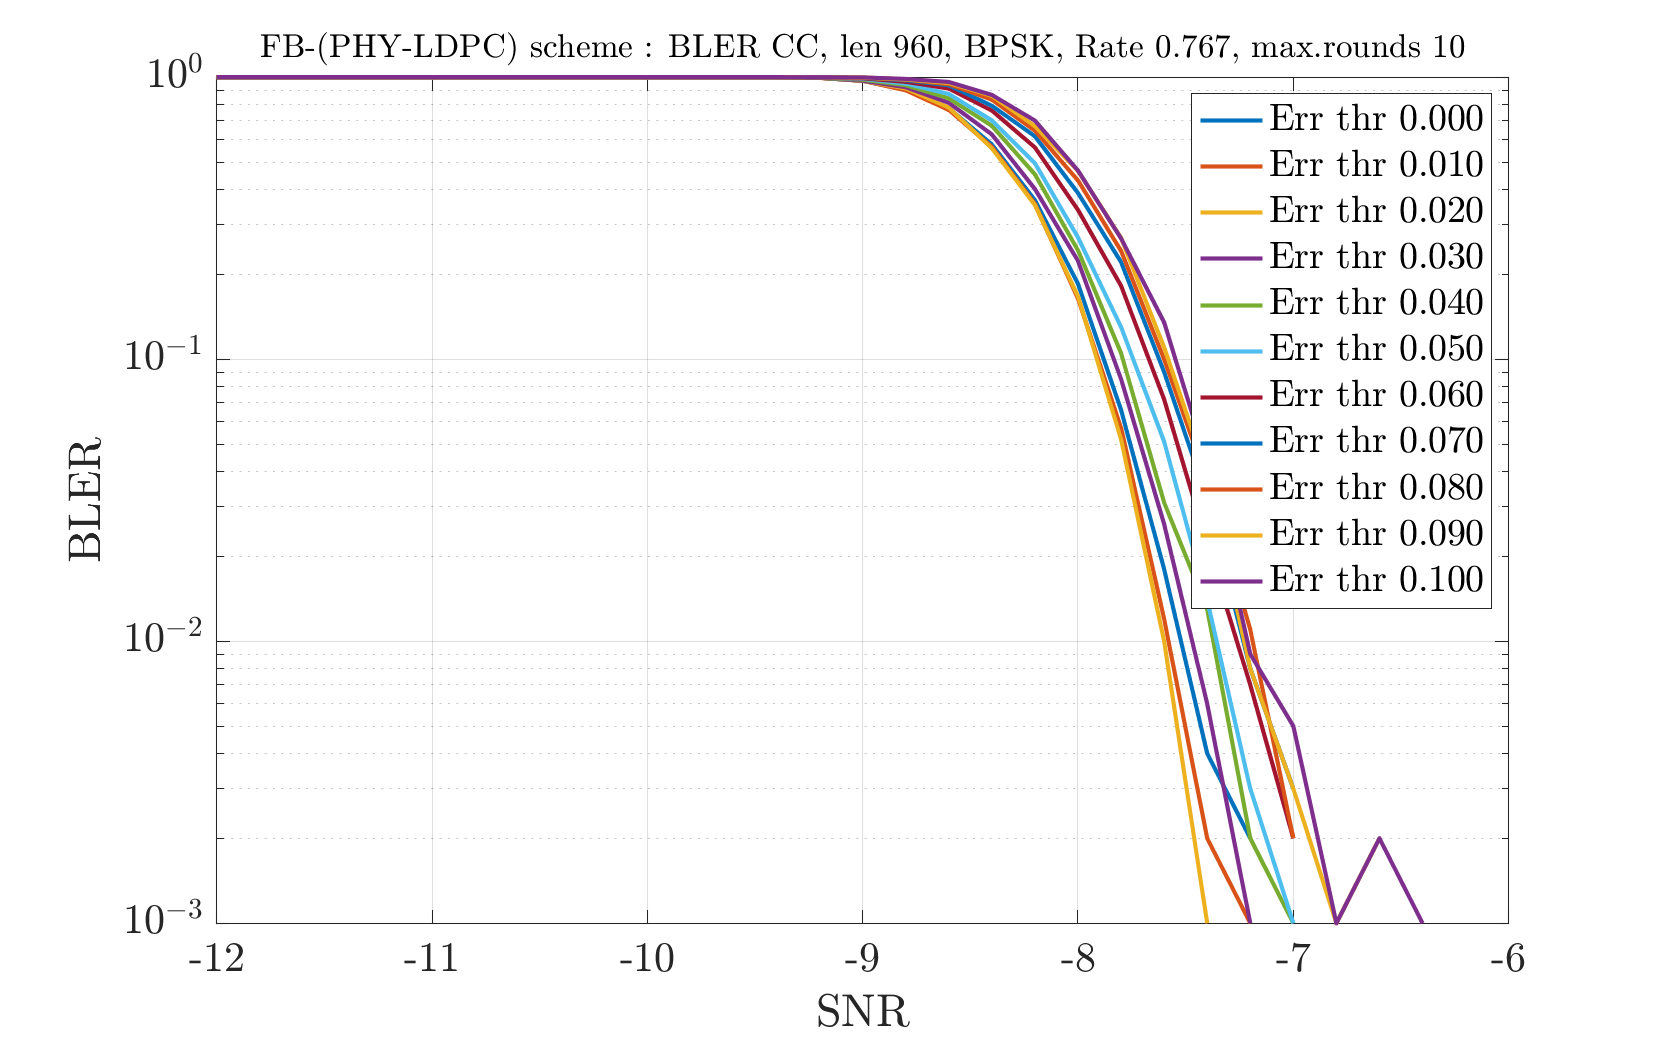 FB-(PHY-LDPC) scheme : BLER CC, len 960, BPSK, Rate 0.767, max.rounds 10
10^0
10^-1
10^-2
10^-3
BLER
Err thr 0.000
Err thr 0.010
Err thr 0.020
Err thr 0.030
Err thr 0.040
Err thr 0.050
Err thr 0.060
Err thr 0.070
Err thr 0.080
Err thr 0.090
Err thr 0.100
-12 -11 -10 -9 -8 -7 -6
SNR